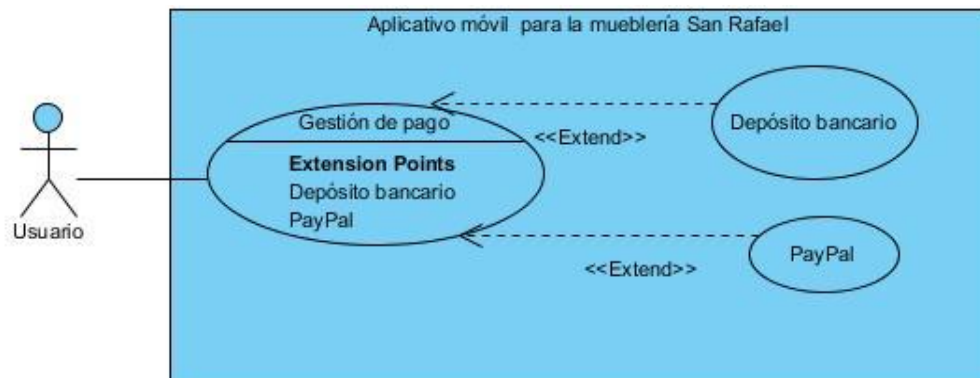 Aplicativo móvil  para la mueblería San Rafael
Gestión de pago
Extension Points
Depósito bancario
PayPal
<<Extend>>
Depósito bancario
<<Extend>>
PayPal
Usuario